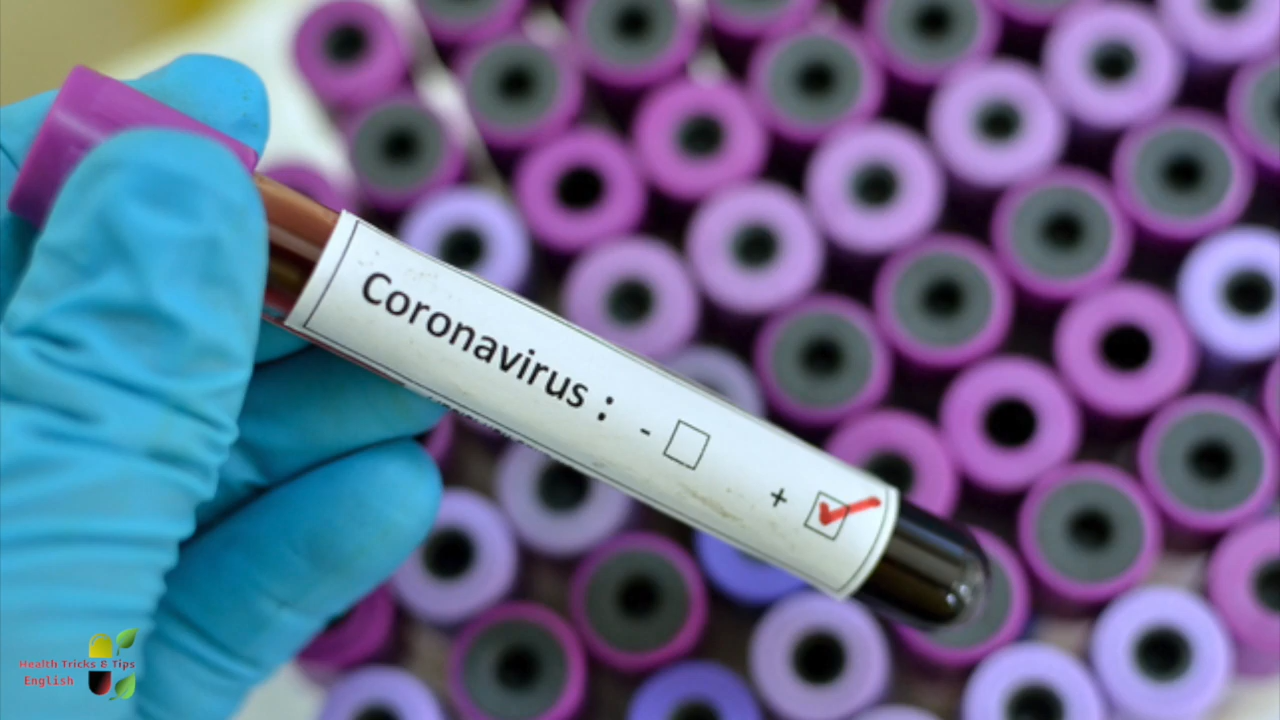 Coronavirus :
- ☐
+ ☑
Health Tricks & Tips
English